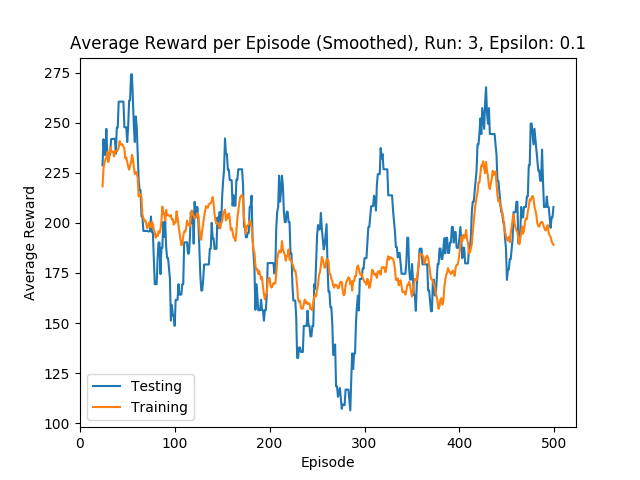 Average Reward per Episode (Smoothed), Run: 3, Epsilon: 0.1
275
250
225
200
175
150
125
100
Average Reward
Testing
Training
0 100 200 300 400 500
Episode